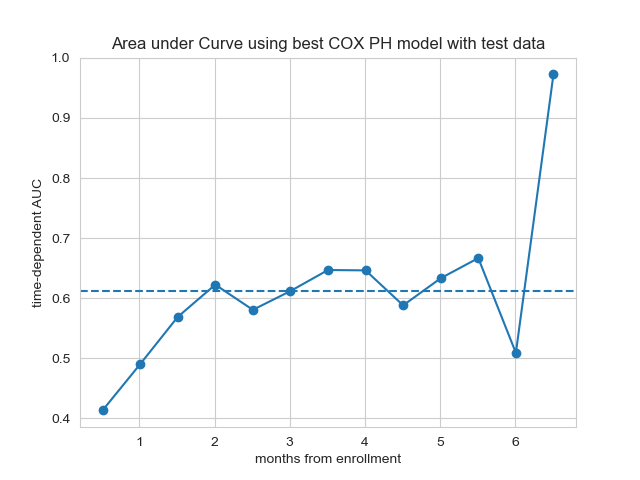 Area under Curve using best COX PH model with test data
time-dependent AUC
1.0
0.9
0.8
0.7
0.6
0.5
0.4
1 2 3 4 5 6
months from enrollment